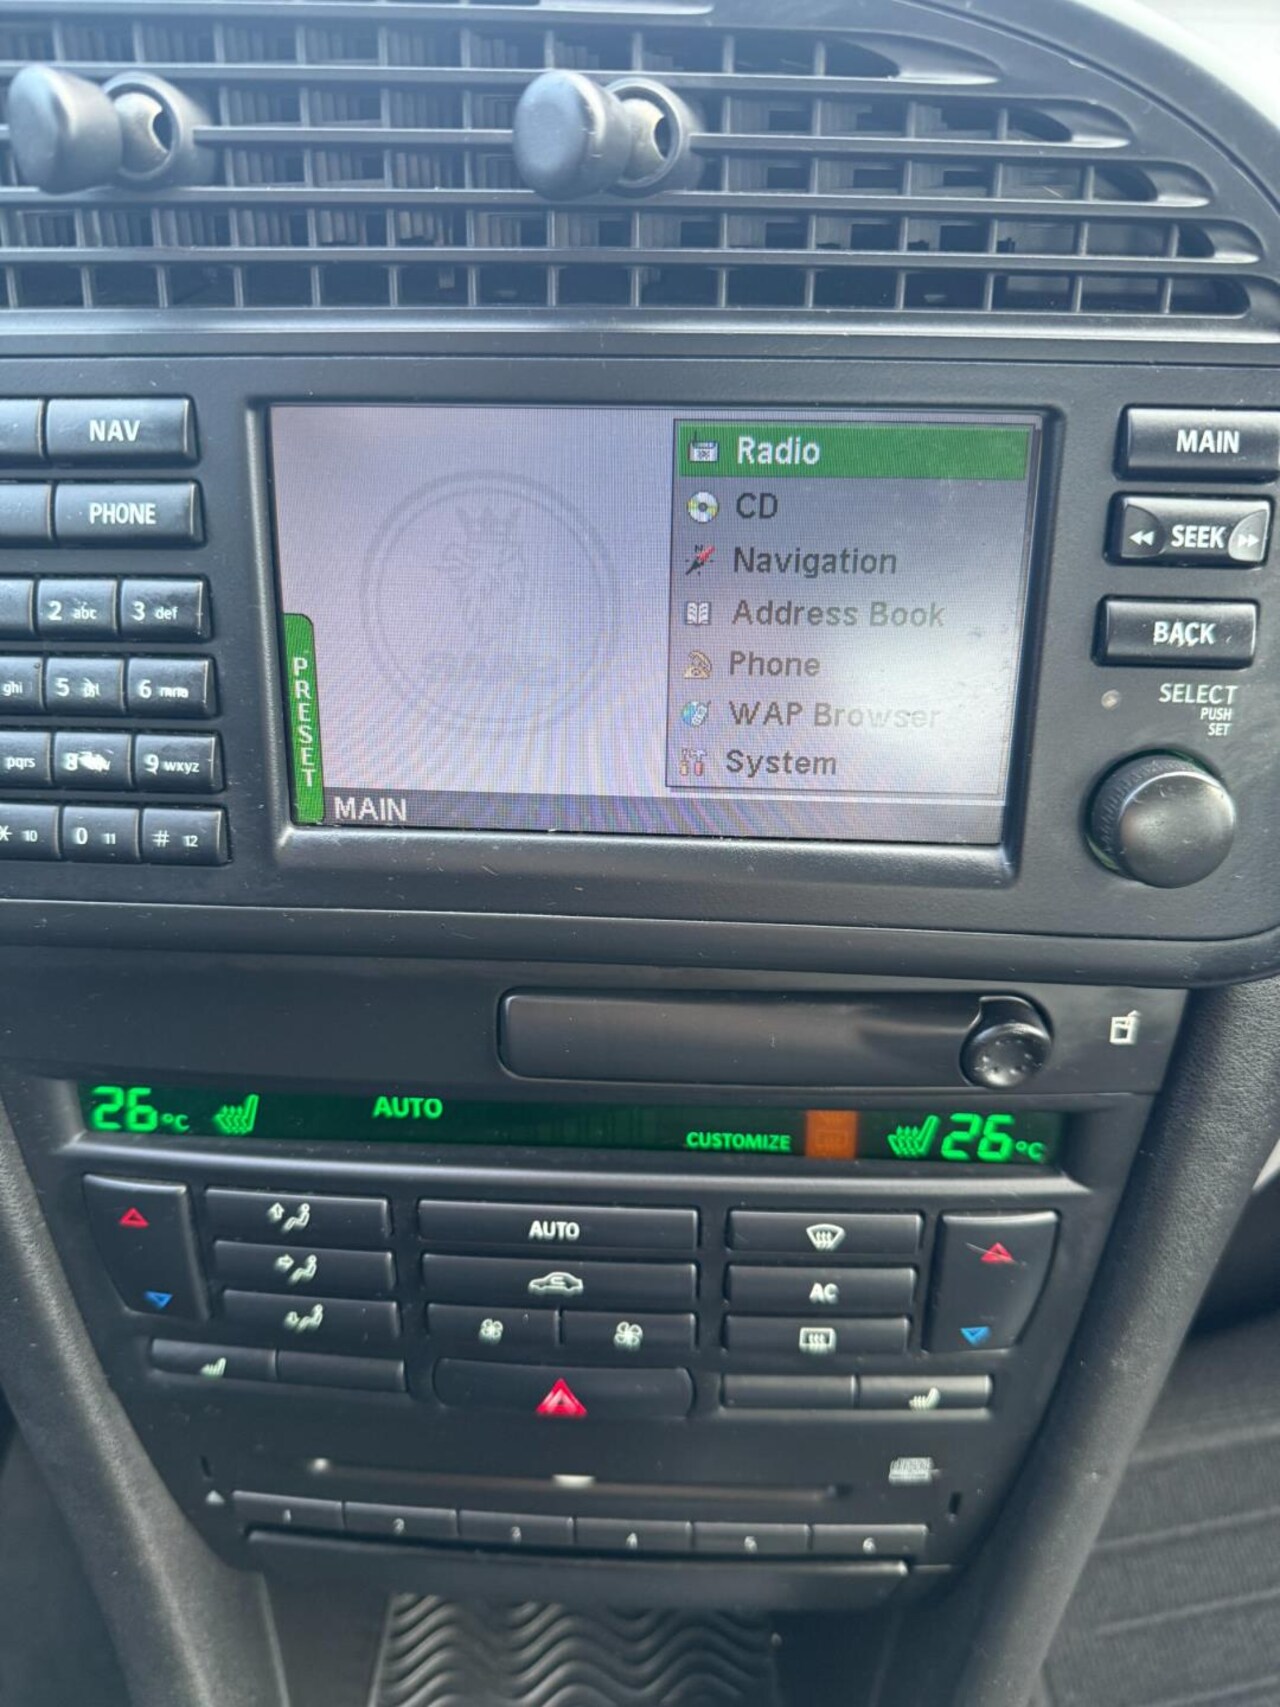 NAV
PHONE
2 abc
3 def
ghi
5
6 mno
pqrs
8
9 wxyz
* 10
0 11
# 12
Radio
CD
Navigation
Address Book
Phone
WAP Browser
System
PRESET
MAIN
MAIN
SEEK
BACK
SELECT
PUSH
SET
26°C
AUTO
CUSTOMIZE
26°C
AUTO
AC
1
2
3
4
5
6